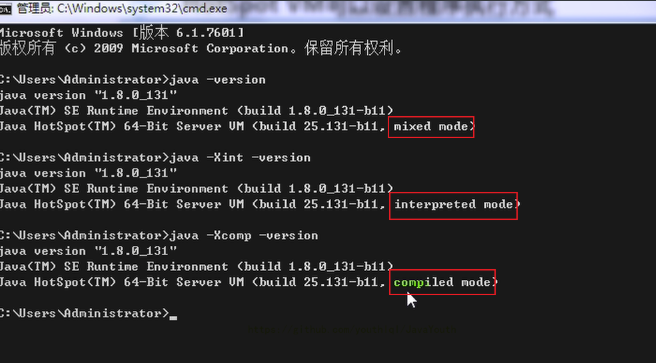 管理员: C:\Windows\system32\cmd.exe
Microsoft Windows [版本 6.1.7601]
版权所有 (c) 2009 Microsoft Corporation。保留所有权利。
C:\Users\Administrator>java -version
java version "1.8.0_131"
Java(TM) SE Runtime Environment (build 1.8.0_131-b11)
Java HotSpot(TM) 64-Bit Server VM (build 25.131-b11, mixed mode)
C:\Users\Administrator>java -Xint -version
java version "1.8.0_131"
Java(TM) SE Runtime Environment (build 1.8.0_131-b11)
Java HotSpot(TM) 64-Bit Server VM (build 25.131-b11, interpreted mode)
C:\Users\Administrator>java -Xcomp -version
java version "1.8.0_131"
Java(TM) SE Runtime Environment (build 1.8.0_131-b11)
Java HotSpot(TM) 64-Bit Server VM (build 25.131-b11, compiled mode)
C:\Users\Administrator>_